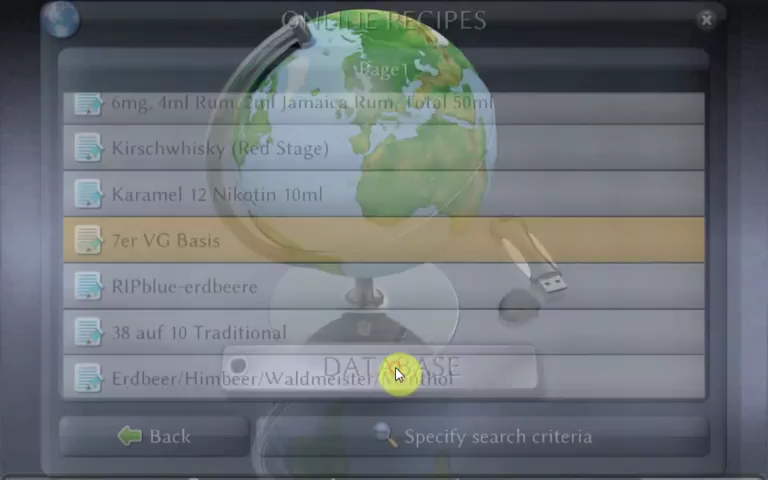 ONLINE RECIPES
Page 1
6mg, 4ml Rum, 2ml Jamaica Rum, Total 50ml
Kirschwhisky (Red Stage)
Karamel 12 Nikotin 10ml
7er VG Basis
RIPblue-erdbeere
38 auf 10 Traditional
DATABASE
Erdbeer/Himbeer/Waldmeister/Menthol
Back
Specify search criteria